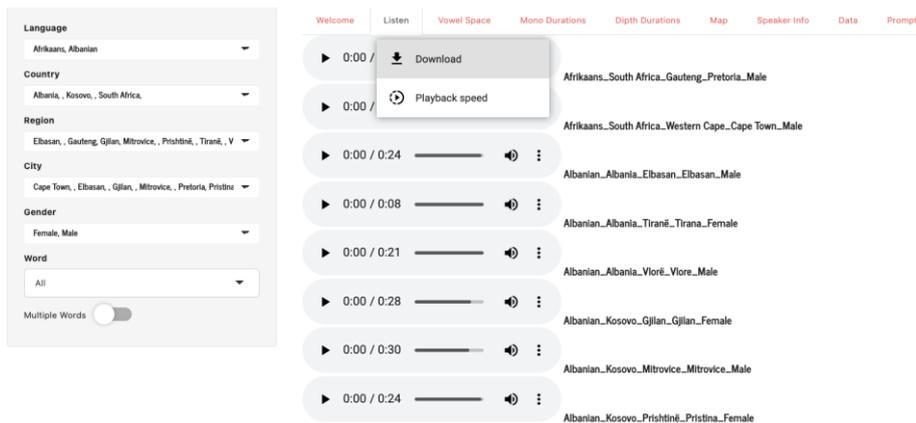 Language
Afrikaans, Albanian
Country
Albania, , Kosovo, , South Africa,
Region
Elbasan, , Gauteng, Gjilan, Mitrovice, , Prishtinë, , Tiranë, , V
City
Cape Town, , Elbasan, , Gjilan, , Mitrovice, , Pretoria, Pristina
Gender
Female, Male
Word
All
Multiple Words
Welcome Listen Vowel Space Mono Durations Dipth Durations Map Speaker Info Data Prompt
0:00 /
Download
Afrikaans_South Africa_Gauteng_Pretoria_Male
Playback speed
0:00 /
Afrikaans_South Africa_Western Cape_Cape Town_Male
0:00 / 0:24
Albanian_Albania_Elbasan_Elbasan_Male
0:00 / 0:08
Albanian_Albania_Tiranë_Tirana_Female
0:00 / 0:21
Albanian_Albania_Vlorë_Vlore_Male
0:00 / 0:28
Albanian_Kosovo_Gjilan_Gjilan_Female
0:00 / 0:30
Albanian_Kosovo_Mitrovice_Mitrovice_Male
0:00 / 0:24
Albanian_Kosovo_Prishtinë_Pristina_Female